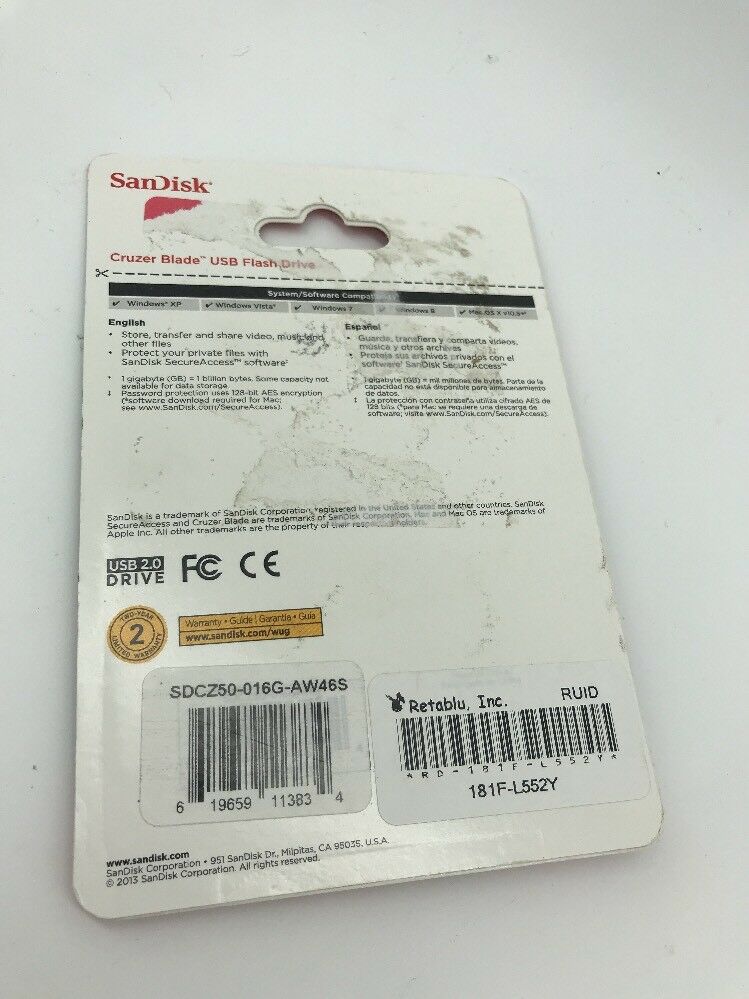 SanDisk®
Cruzer Blade™ USB Flash Drive
System/Software Compatibility
✔ Windows® XP ✔ Windows Vista® ✔ Windows 7 ✔ Windows 8 ✔ Mac OS X v10.5+‡
English
• Store, transfer and share video, music and
other files
• Protect your private files with
SanDisk SecureAccess™ software‡
* 1 gigabyte (GB) = 1 billion bytes. Some capacity not
available for data storage.
‡ Password protection uses 128-bit AES encryption
(*software download required for Mac;
see www.SanDisk.com/SecureAccess).
Español
• Guarde, transfiera y comparta videos,
música y otros archivos
• Proteja sus archivos privados con el
software‡ SanDisk SecureAccess™
1 gigabyte (GB) = mil millones de bytes. Parte de la
capacidad no está disponible para almacenamiento
de datos.
‡ La protección con contraseña utiliza cifrado AES de
128 bits (*para Mac se requiere una descarga de
software; visite www.SanDisk.com/SecureAccess).
SanDisk is a trademark of SanDisk Corporation, registered in the United States and other countries. SanDisk
SecureAccess and Cruzer Blade are trademarks of SanDisk Corporation. Mac and Mac OS are trademarks of
Apple Inc. All other trademarks are the property of their respective holders.
USB 2.0
DRIVE
FC CE
TWO-YEAR
2
LIMITED WARRANTY
Warranty • Guide | Garantía • Guía
www.sandisk.com/wug
SDCZ50-016G-AW46S
6 19659 11383 4
Retablu, Inc. RUID
*RD-181F-L552Y*
181F-L552Y
www.sandisk.com
SanDisk Corporation • 951 SanDisk Dr., Milpitas, CA 95035, U.S.A.
© 2013 SanDisk Corporation. All rights reserved.